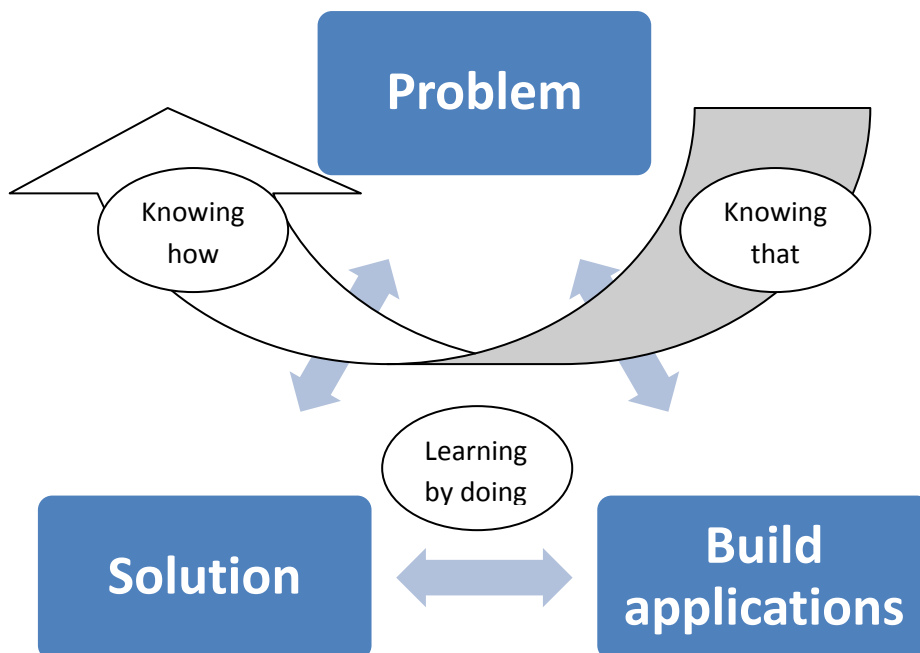 Problem
Knowing
how
Knowing
that
Learning
by doing
Solution
Build
applications